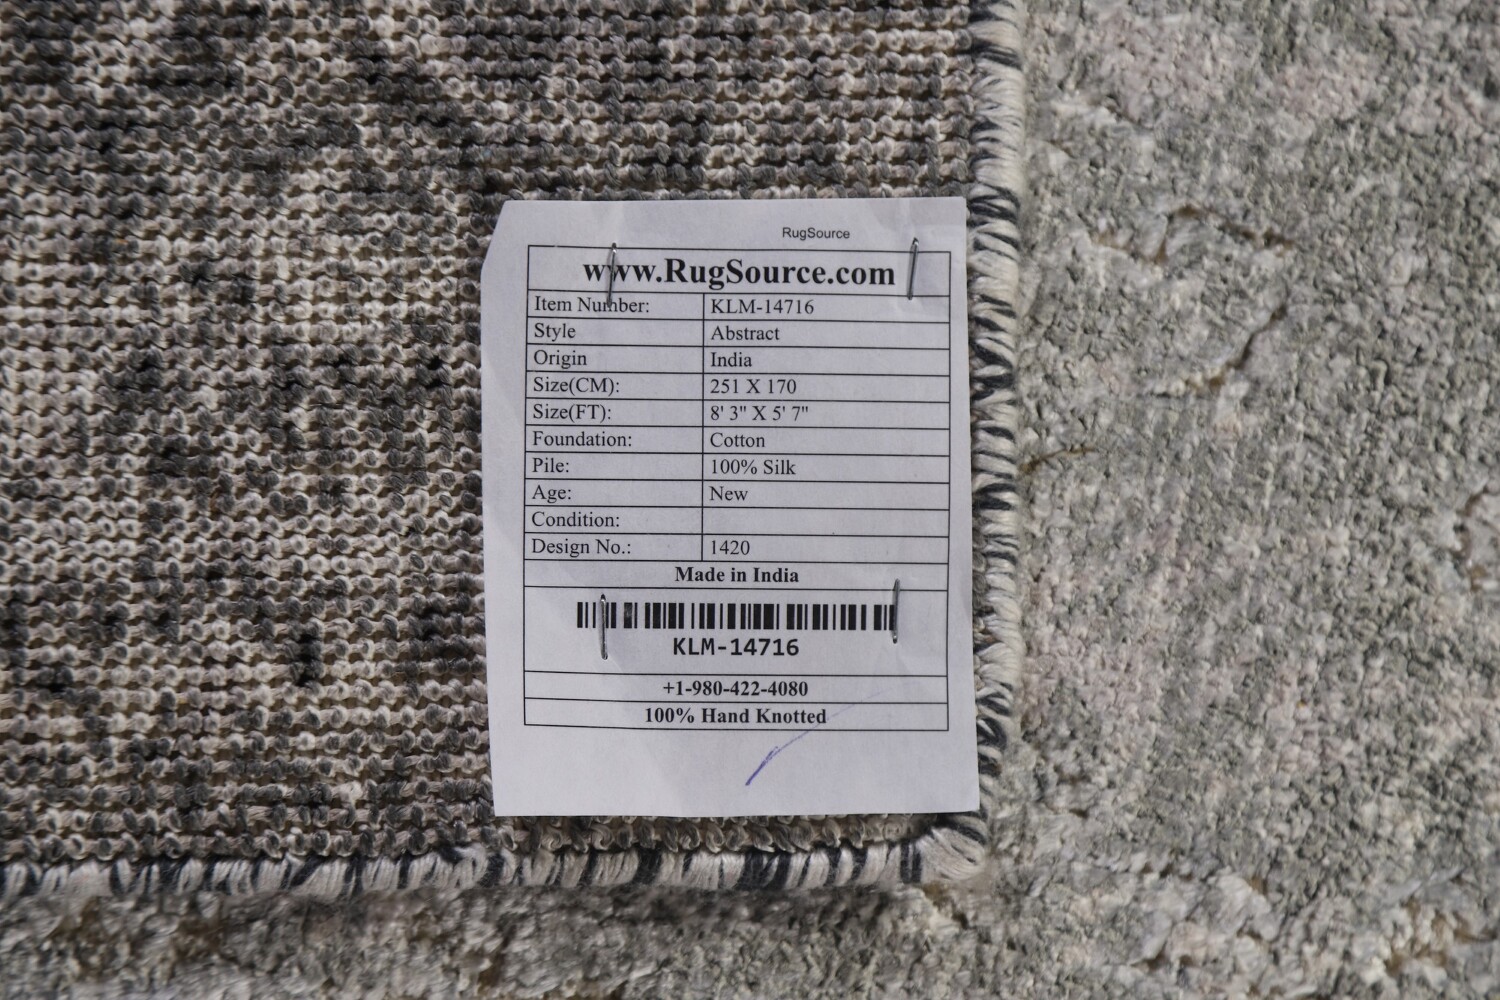 RugSource
www.RugSource.com
Item Number: KLM-14716
Style Abstract
Origin India
Size(CM): 251 X 170
Size(FT): 8' 3" X 5' 7"
Foundation: Cotton
Pile: 100% Silk
Age: New
Condition:
Design No.: 1420
Made in India
KLM-14716
+1-980-422-4080
100% Hand Knotted